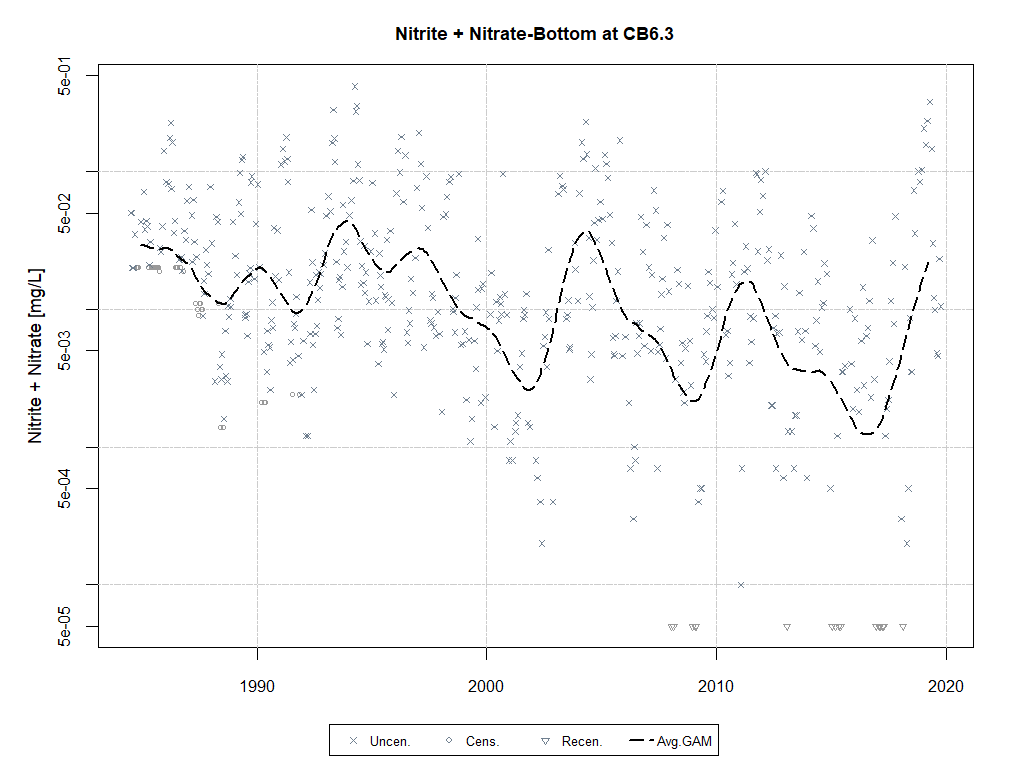 Nitrite + Nitrate-Bottom at CB6.3
Nitrite + Nitrate [mg/L]
5e-01
5e-02
5e-03
5e-04
5e-05
1990 2000 2010 2020
Uncen. Cens. Recen. Avg.GAM